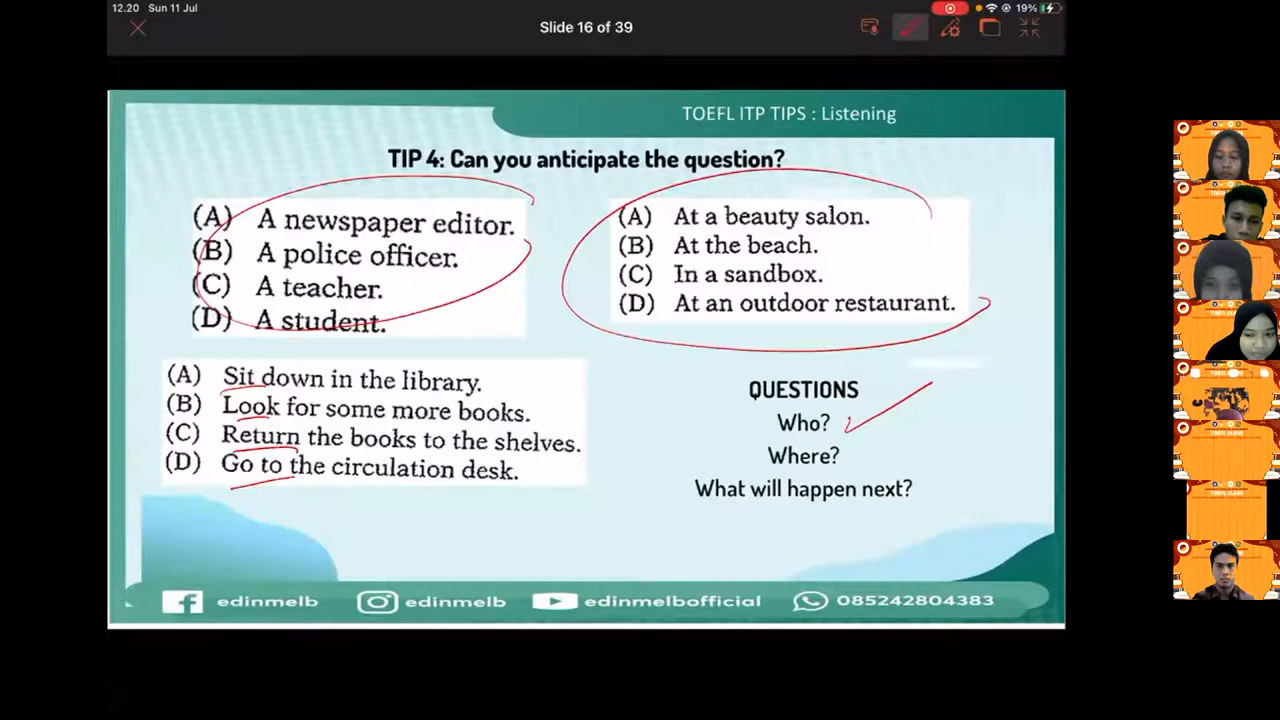 12.20 Sun 11 Jul
19%
Slide 16 of 39
TOEFL ITP TIPS : Listening
TIP 4: Can you anticipate the question?
(A) A newspaper editor.
(B) A police officer.
(C) A teacher.
(D) A student.
(A) At a beauty salon.
(B) At the beach.
(C) In a sandbox.
(D) At an outdoor restaurant.
(A) Sit down in the library.
(B) Look for some more books.
(C) Return the books to the shelves.
(D) Go to the circulation desk.
QUESTIONS
Who?
Where?
What will happen next?
edinmelb
edinmelb
edinmelbofficial
085242804383